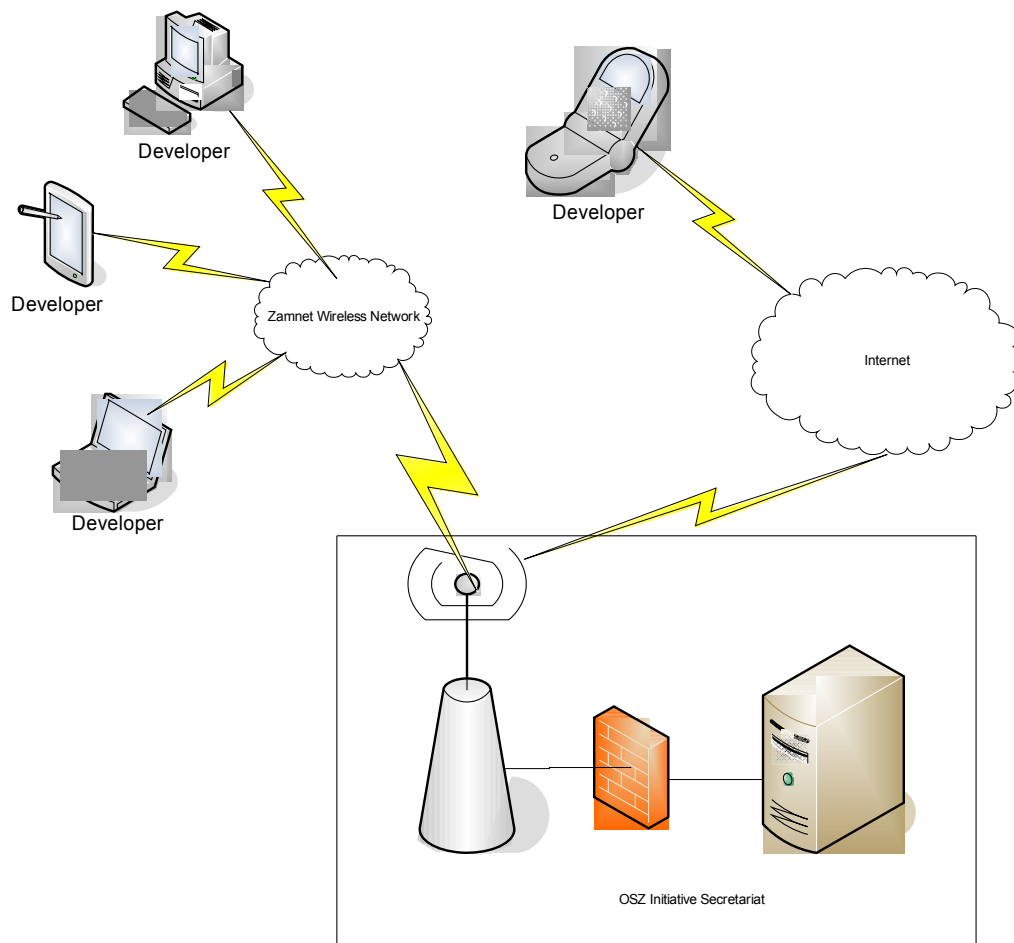 Developer
Developer
Developer
Zamnet Wireless Network
Internet
Developer
OSZ Initiative Secretariat